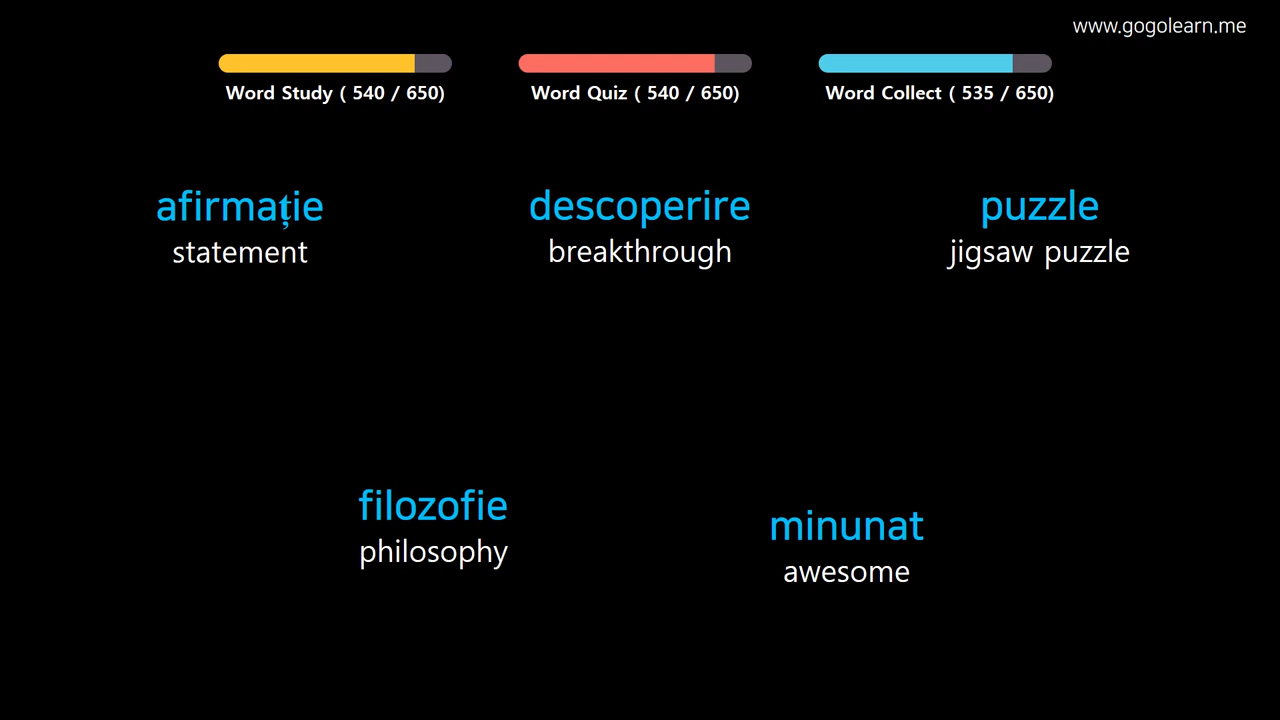 www.gogolearn.me
Word Study ( 540 / 650)
Word Quiz ( 540 / 650)
Word Collect ( 535 / 650)
afirmație
statement
descoperire
breakthrough
puzzle
jigsaw puzzle
filozofie
philosophy
minunat
awesome